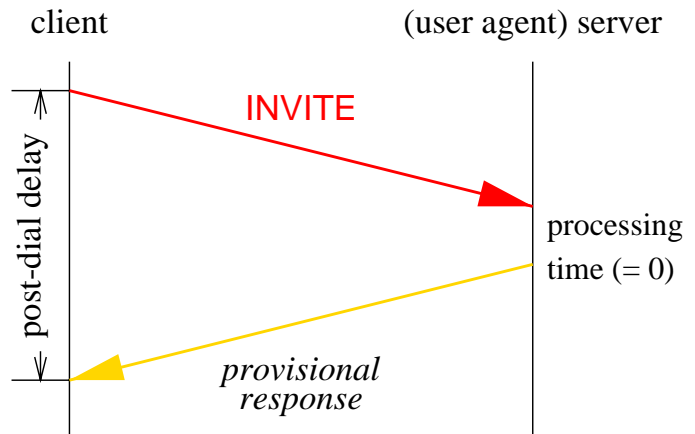 client
(user agent) server
INVITE
post-dial delay
processing
time (= 0)
provisional
response